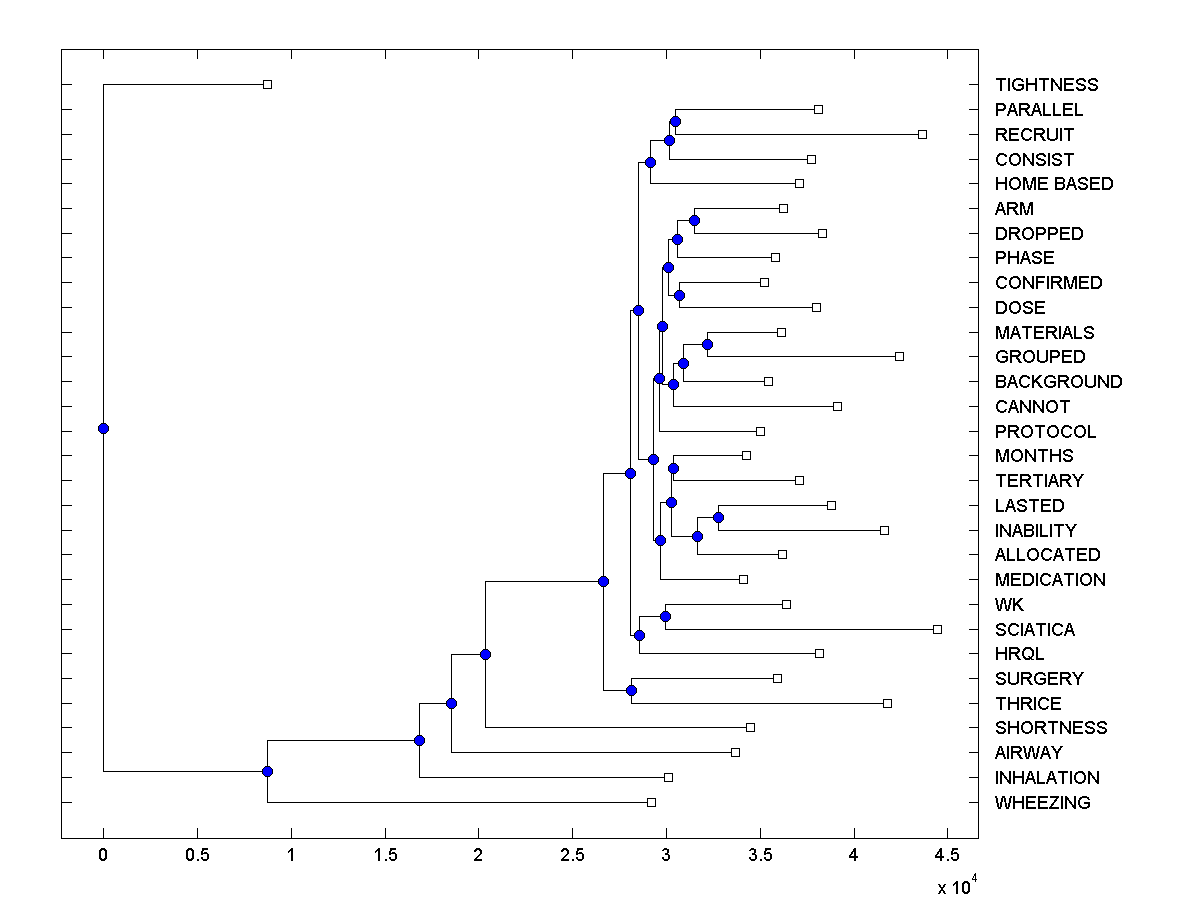 TIGHTNESS
PARALLEL
RECRUIT
CONSIST
HOME BASED
ARM
DROPPED
PHASE
CONFIRMED
DOSE
MATERIALS
GROUPED
BACKGROUND
CANNOT
PROTOCOL
MONTHS
TERTIARY
LASTED
INABILITY
ALLOCATED
MEDICATION
WK
SCIATICA
HRQL
SURGERY
THRICE
SHORTNESS
AIRWAY
INHALATION
WHEEZING
0 0.5 1 1.5 2 2.5 3 3.5 4 4.5
x 10^4